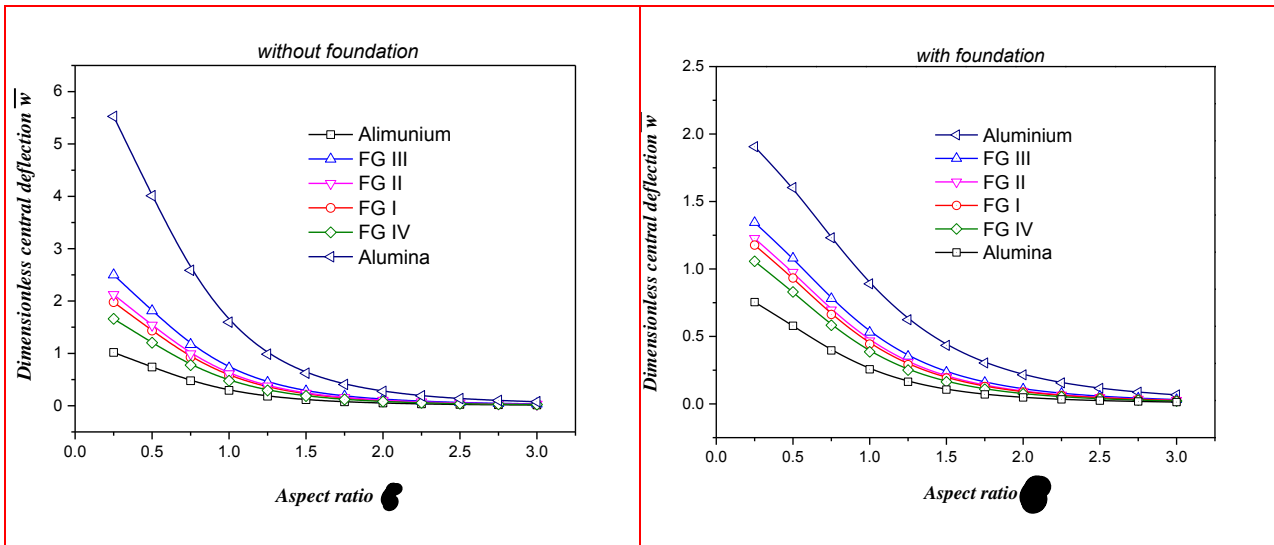 without foundation
6
5
4
3
2
1
0
Dimensionless central deflection w
Alimunium
FG III
FG II
FG I
FG IV
Alumina
0.0 0.5 1.0 1.5 2.0 2.5 3.0
Aspect ratio
with foundation
2.5
2.0
1.5
1.0
0.5
0.0
Dimensionless central deflection w
Aluminium
FG III
FG II
FG I
FG IV
Alumina
0.0 0.5 1.0 1.5 2.0 2.5 3.0
Aspect ratio